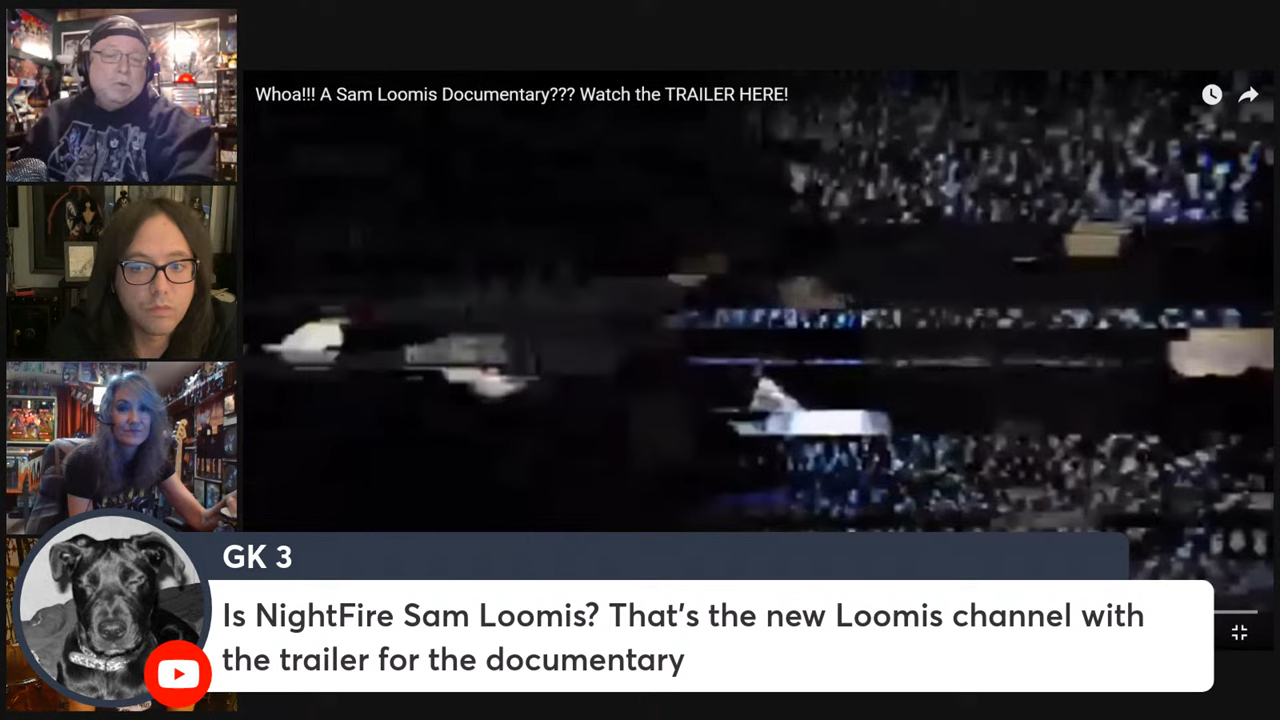 Whoa!!! A Sam Loomis Documentary??? Watch the TRAILER HERE!
GK 3
Is NightFire Sam Loomis? That's the new Loomis channel with
the trailer for the documentary